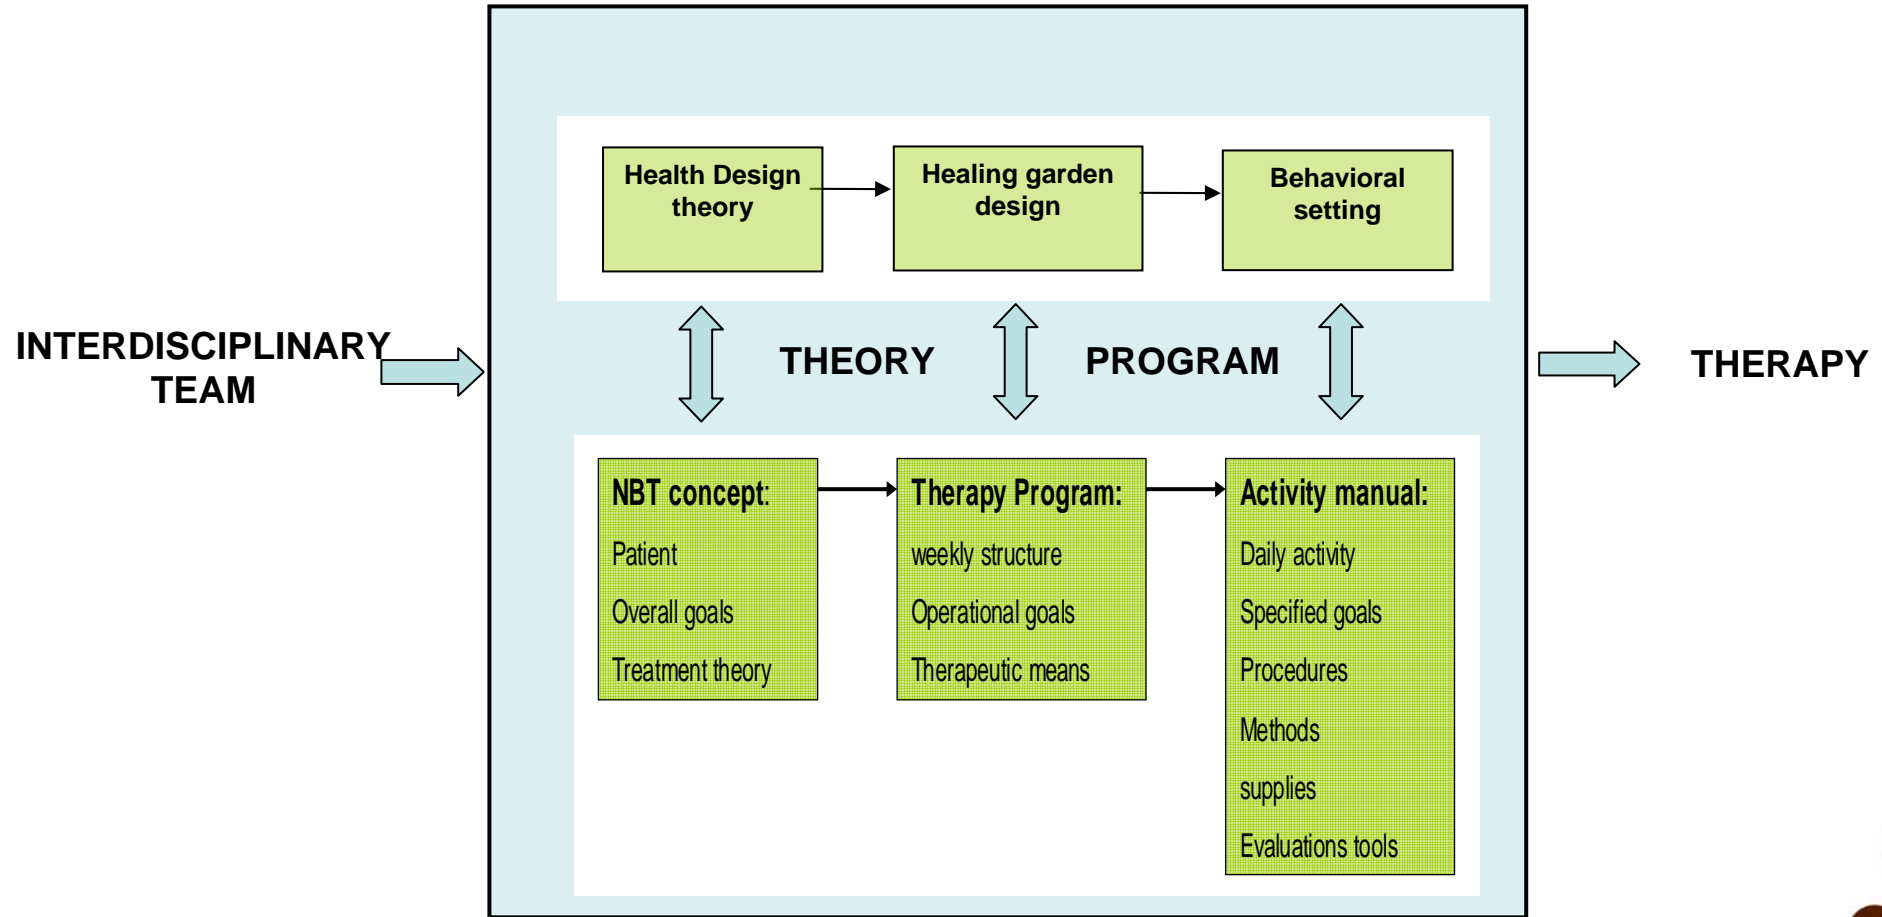 Health Design
theory
Healing garden
design
Behavioral
setting
INTERDISCIPLINARY
TEAM
THEORY
PROGRAM
THERAPY
NBT concept:
Patient
Overall goals
Treatment theory
Therapy Program:
weekly structure
Operational goals
Therapeutic means
Activity manual:
Daily activity
Specified goals
Procedures
Methods
supplies
Evaluations tools